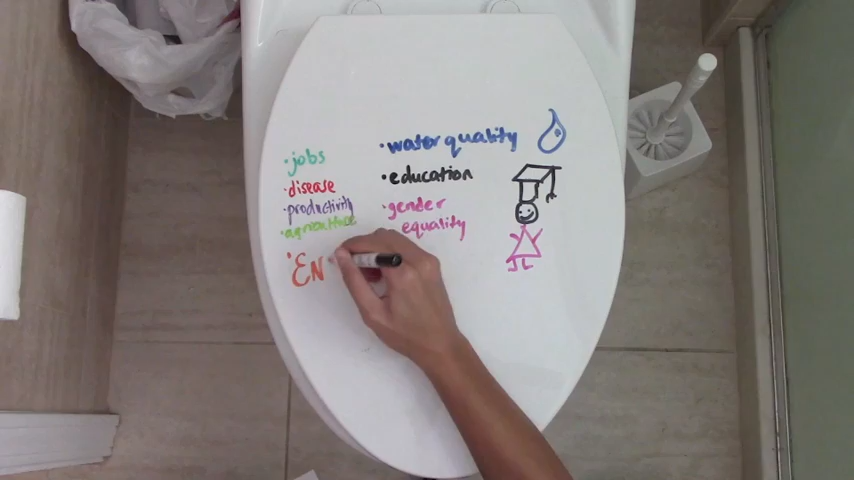 ·jobs
·disease
·productivity
·agriculture
·water quality
·education
·gender
equality
·EN